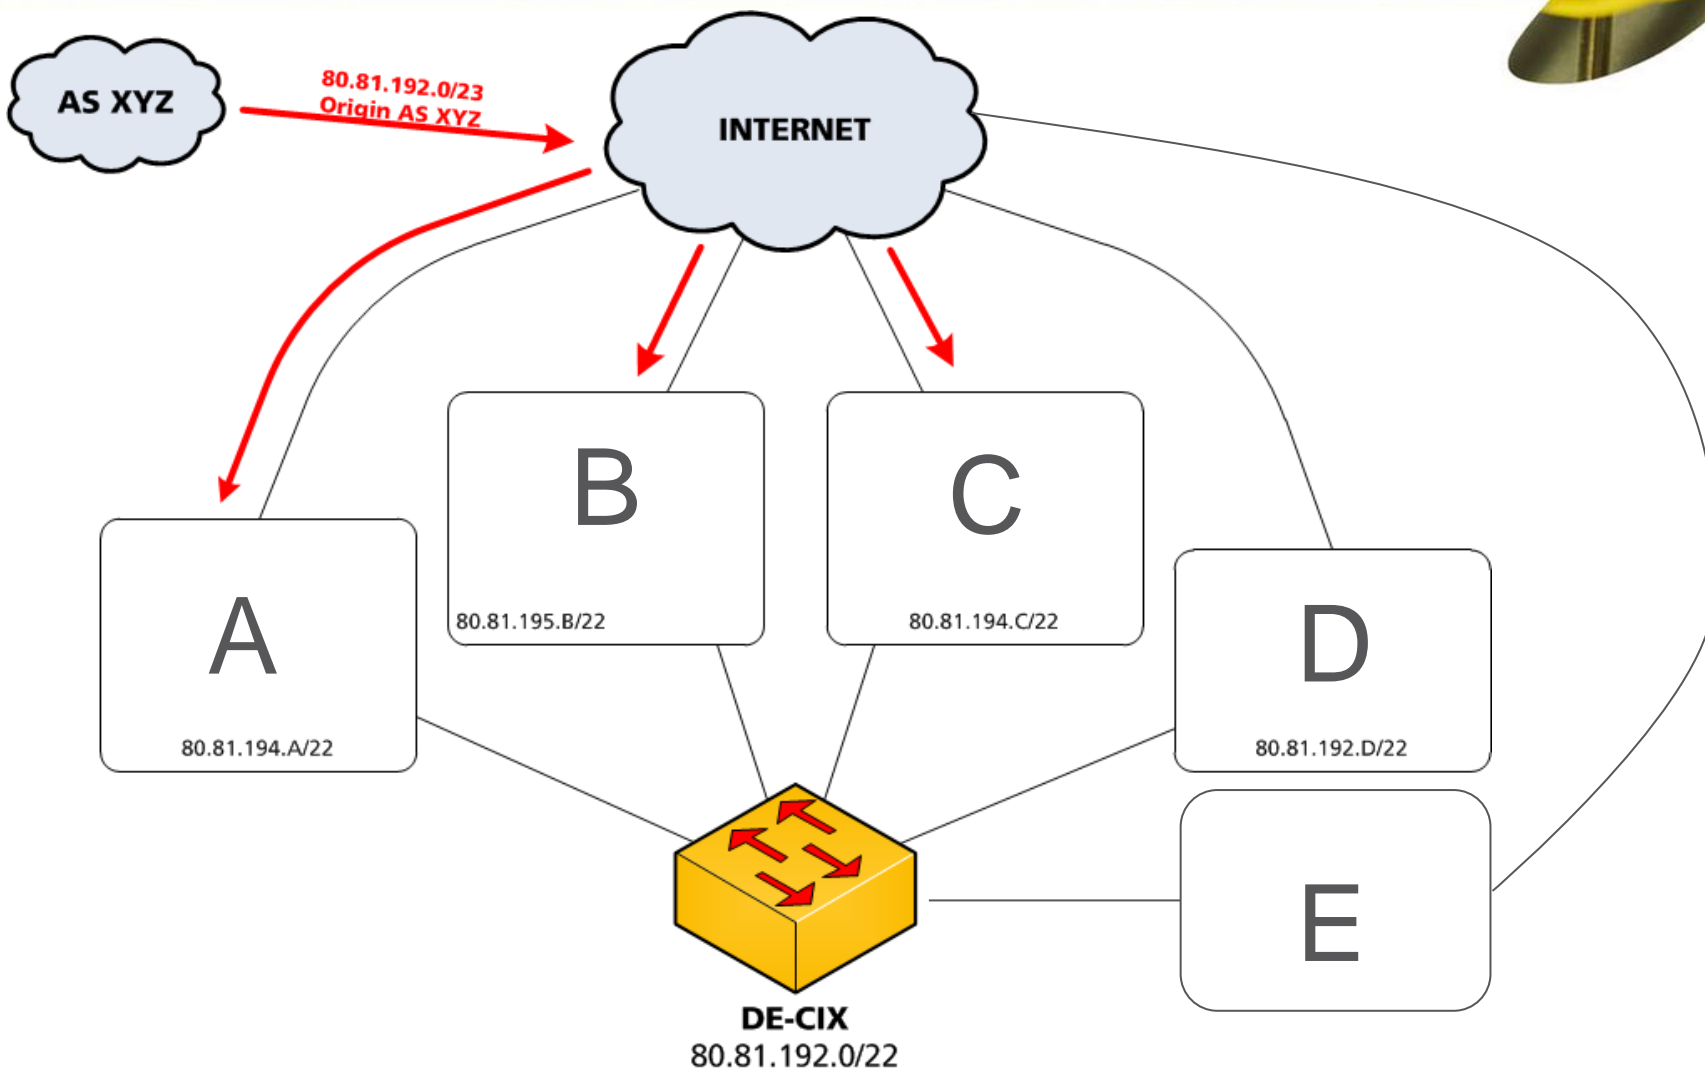 AS XYZ
80.81.192.0/23
Origin AS XYZ
INTERNET
A
80.81.194.A/22
B
80.81.195.B/22
C
80.81.194.C/22
D
80.81.192.D/22
E
DE-CIX
80.81.192.0/22